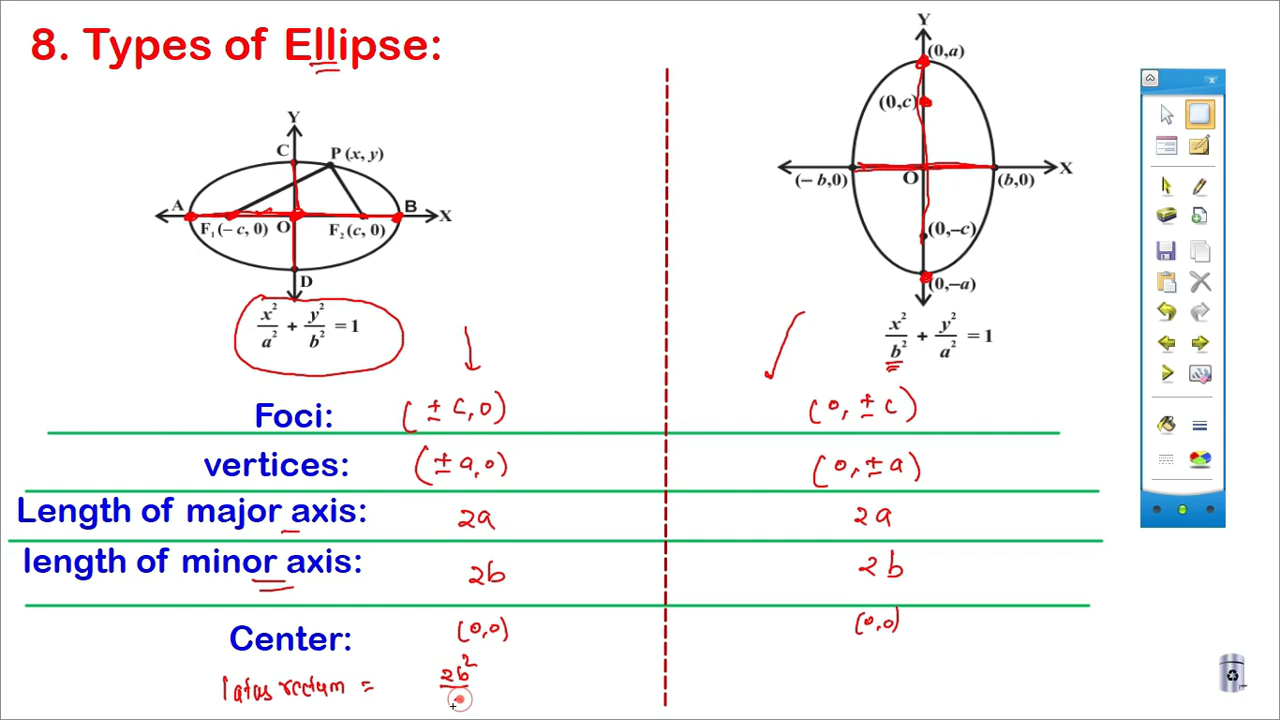 8. Types of Ellipse:
Y
C
P (x, y)
A
B
X
F₁(– c, 0)
O
F₂(c, 0)
D
x²/a² + y²/b² = 1
Y
(0,a)
(0,c)
(– b,0)
O
(b,0)
X
(0,–c)
(0,–a)
x²/b² + y²/a² = 1
Foci: (± c, 0) (0, ± c)
vertices: (± a, 0) (0, ± a)
Length of major axis: 2a 2a
length of minor axis: 2b 2b
Center: (0,0) (0,0)
latus rectum = 2b²